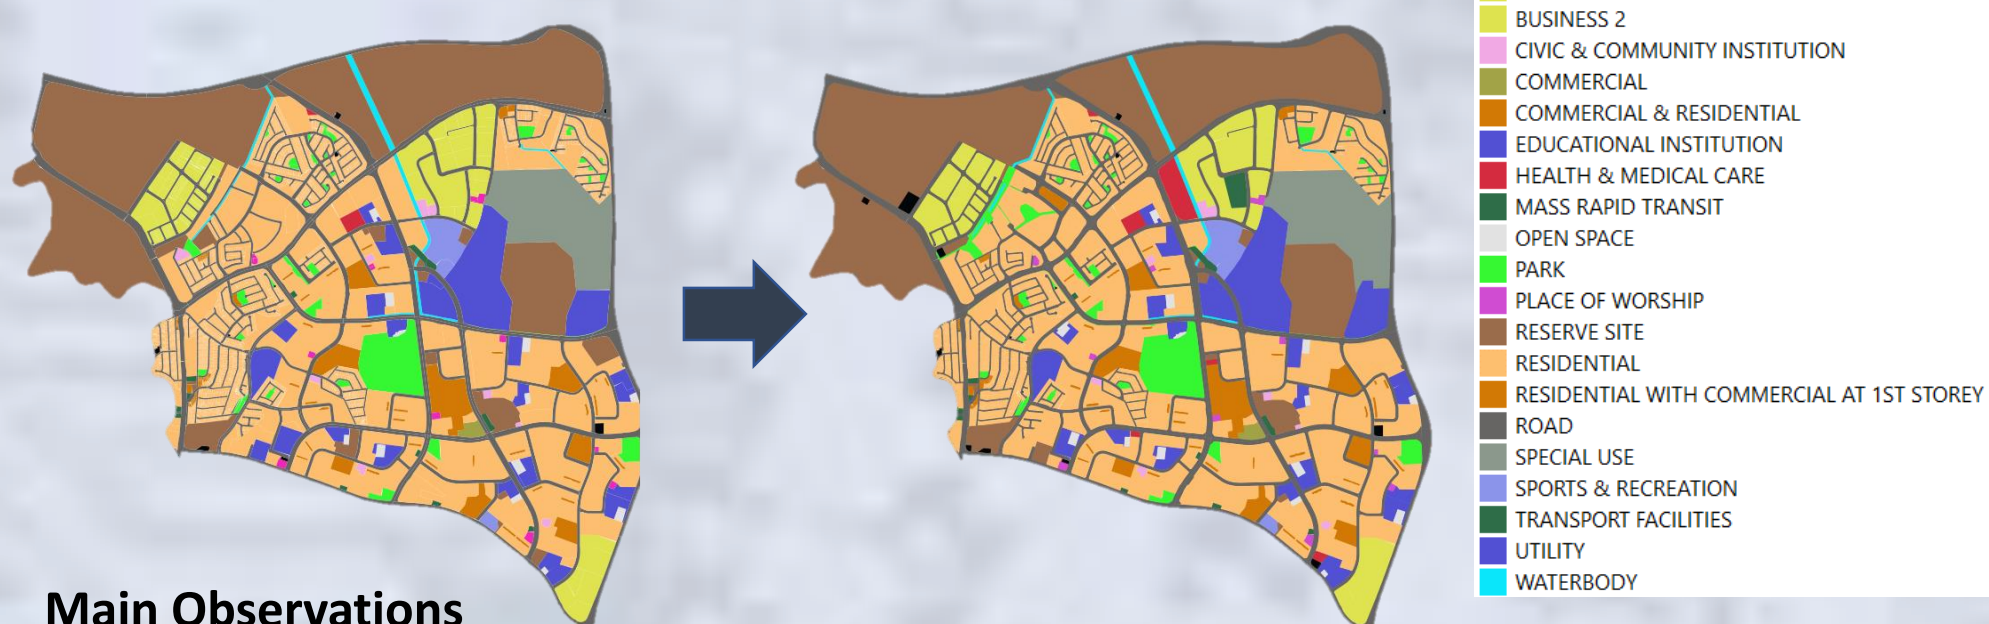 BUSINESS 2
CIVIC & COMMUNITY INSTITUTION
COMMERCIAL
COMMERCIAL & RESIDENTIAL
EDUCATIONAL INSTITUTION
HEALTH & MEDICAL CARE
MASS RAPID TRANSIT
OPEN SPACE
PARK
PLACE OF WORSHIP
RESERVE SITE
RESIDENTIAL
RESIDENTIAL WITH COMMERCIAL AT 1ST STOREY
ROAD
SPECIAL USE
SPORTS & RECREATION
TRANSPORT FACILITIES
UTILITY
WATERBODY
Main Observations